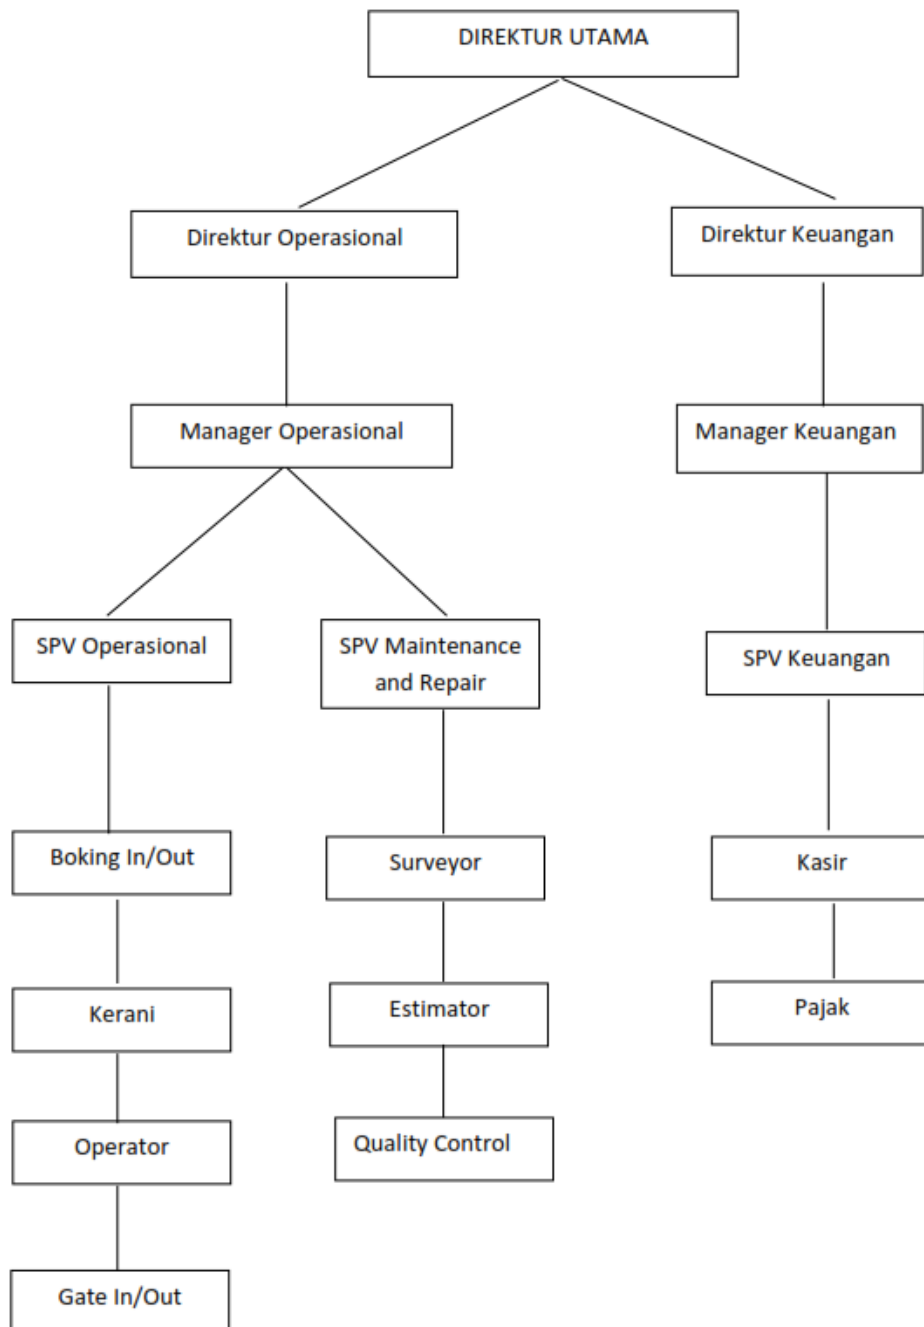 DIREKTUR UTAMA
Direktur Operasional
Direktur Keuangan
Manager Operasional
Manager Keuangan
SPV Operasional
SPV Maintenance
and Repair
SPV Keuangan
Boking In/Out
Surveyor
Kasir
Kerani
Estimator
Pajak
Operator
Quality Control
Gate In/Out